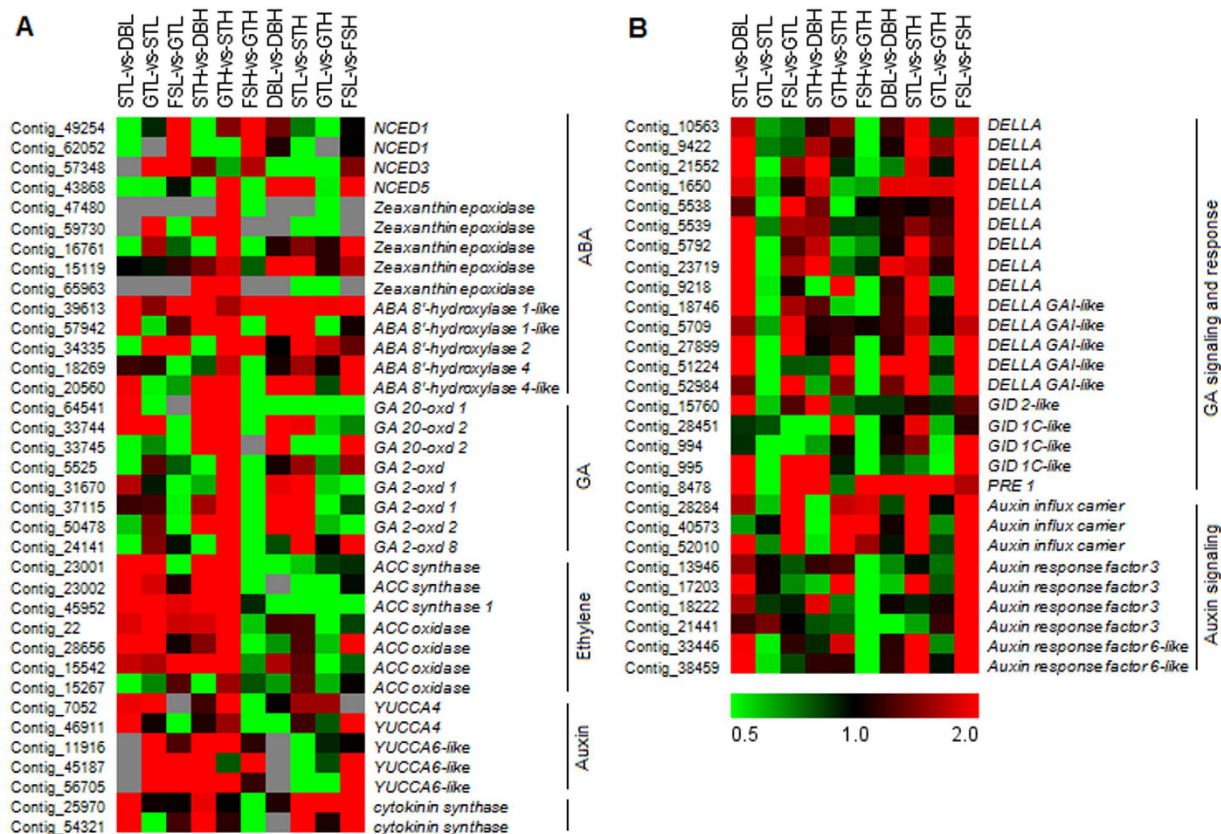 A
STL-vs-DBL
GTL-vs-STL
FSL-vs-GTL
STH-vs-DBH
GTH-vs-STH
FSH-vs-GTH
DBL-vs-DBH
STL-vs-STH
GTL-vs-GTH
FSL-vs-FSH
Contig_49254 NCED1
Contig_62052 NCED1
Contig_57348 NCED3
Contig_43868 NCED5
Contig_47480 Zeaxanthin epoxidase
Contig_59730 Zeaxanthin epoxidase
Contig_16761 Zeaxanthin epoxidase
Contig_15119 Zeaxanthin epoxidase
Contig_65963 Zeaxanthin epoxidase
Contig_39613 ABA 8'-hydroxylase 1-like
Contig_57942 ABA 8'-hydroxylase 1-like
Contig_34335 ABA 8'-hydroxylase 2
Contig_18269 ABA 8'-hydroxylase 4
Contig_20560 ABA 8'-hydroxylase 4-like
ABA
Contig_64541 GA 20-oxd 1
Contig_33744 GA 20-oxd 2
Contig_33745 GA 20-oxd 2
Contig_5525 GA 2-oxd
Contig_31670 GA 2-oxd 1
Contig_37115 GA 2-oxd 1
Contig_50478 GA 2-oxd 2
Contig_24141 GA 2-oxd 8
GA
Contig_23001 ACC synthase
Contig_23002 ACC synthase
Contig_45952 ACC synthase 1
Contig_22 ACC oxidase
Contig_28656 ACC oxidase
Contig_15542 ACC oxidase
Contig_15267 ACC oxidase
Ethylene
Contig_7052 YUCCA4
Contig_46911 YUCCA4
Contig_11916 YUCCA6-like
Contig_45187 YUCCA6-like
Contig_56705 YUCCA6-like
Auxin
Contig_25970 cytokinin synthase
Contig_54321 cytokinin synthase
B
STL-vs-DBL
GTL-vs-STL
FSL-vs-GTL
STH-vs-DBH
GTH-vs-STH
FSH-vs-GTH
DBL-vs-DBH
STL-vs-STH
GTL-vs-GTH
FSL-vs-FSH
Contig_10563 DELLA
Contig_9422 DELLA
Contig_21552 DELLA
Contig_1650 DELLA
Contig_5538 DELLA
Contig_5539 DELLA
Contig_5792 DELLA
Contig_23719 DELLA
Contig_9218 DELLA
Contig_18746 DELLA GAI-like
Contig_5709 DELLA GAI-like
Contig_27899 DELLA GAI-like
Contig_51224 DELLA GAI-like
Contig_52984 DELLA GAI-like
Contig_15760 GID 2-like
Contig_28451 GID 1C-like
Contig_994 GID 1C-like
Contig_995 GID 1C-like
Contig_8478 PRE 1
GA signaling and response
Contig_28284 Auxin influx carrier
Contig_40573 Auxin influx carrier
Contig_52010 Auxin influx carrier
Contig_13946 Auxin response factor 3
Contig_17203 Auxin response factor 3
Contig_18222 Auxin response factor 3
Contig_21441 Auxin response factor 3
Contig_33446 Auxin response factor 6-like
Contig_38459 Auxin response factor 6-like
Auxin signaling
0.5 1.0 2.0